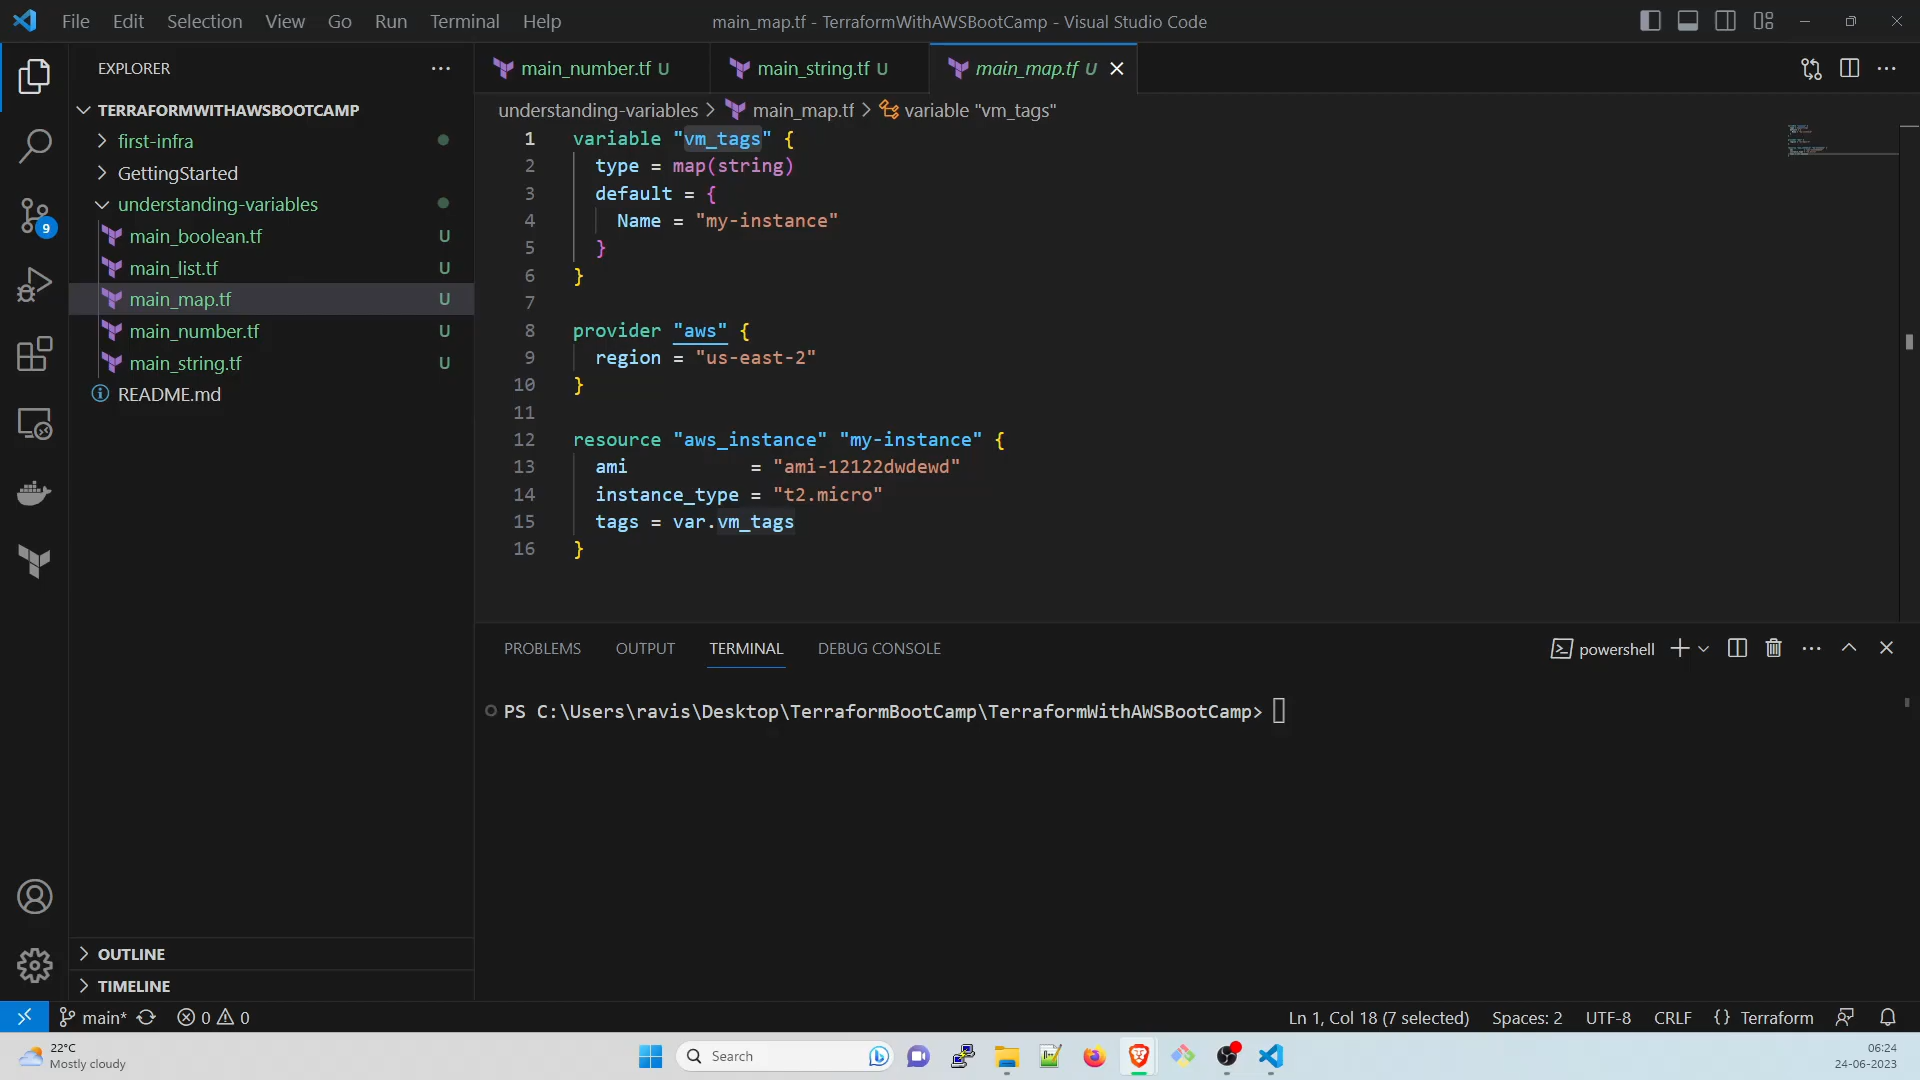 File Edit Selection View Go Run Terminal Help
main_map.tf - TerraformWithAWSBootCamp - Visual Studio Code
EXPLORER
TERRAFORMWITHAWSBOOTCAMP
first-infra
GettingStarted
understanding-variables
main_boolean.tf U
main_list.tf U
main_map.tf U
main_number.tf U
main_string.tf U
README.md
9
OUTLINE
TIMELINE
main_number.tf U main_string.tf U main_map.tf U
understanding-variables > main_map.tf > variable "vm_tags"
1 variable "vm_tags" {
2 type = map(string)
3 default = {
4 Name = "my-instance"
5 }
6 }
7
8 provider "aws" {
9 region = "us-east-2"
10 }
11
12 resource "aws_instance" "my-instance" {
13 ami = "ami-12122dwdewd"
14 instance_type = "t2.micro"
15 tags = var.vm_tags
16 }
PROBLEMS OUTPUT TERMINAL DEBUG CONSOLE
powershell
PS C:\Users\ravis\Desktop\TerraformBootCamp\TerraformWithAWSBootCamp>
main* 0 0
Ln 1, Col 18 (7 selected) Spaces: 2 UTF-8 CRLF {} Terraform
22°C
Mostly cloudy
Search
06:24
24-06-2023